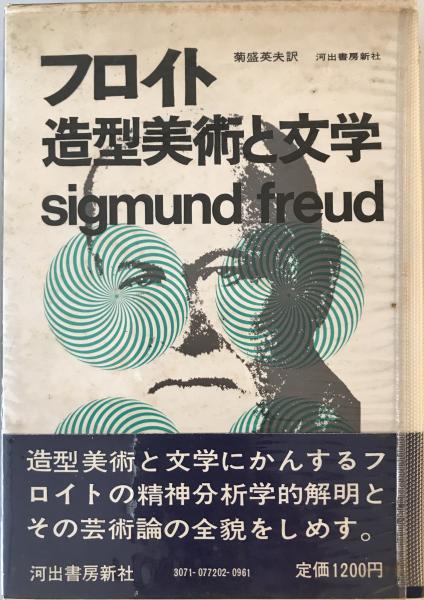 菊盛英夫訳 河出書房新社
フロイト
造型美術と文学
sigmund freud
造型美術と文学にかんするフ
ロイトの精神分析学的解明と
その芸術論の全貌をしめす。
河出書房新社 3071-077202-0961 定価1200円